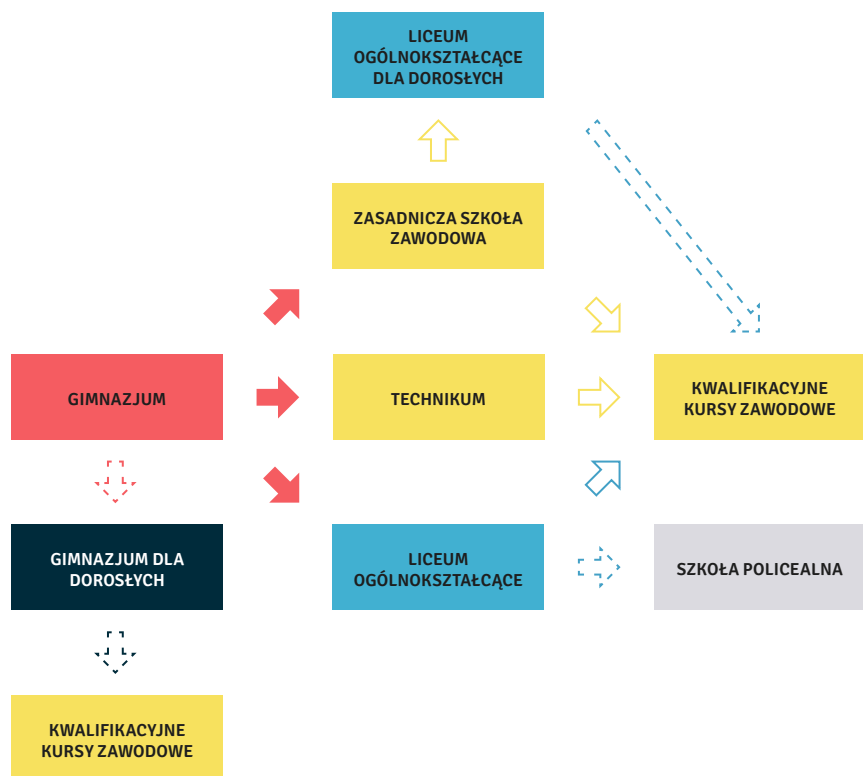 LICEUM
OGÓLNOKSZTAŁCĄCE
DLA DOROSŁYCH
ZASADNICZA SZKOŁA
ZAWODOWA
GIMNAZJUM
TECHNIKUM
KWALIFIKACYJNE
KURSY ZAWODOWE
GIMNAZJUM DLA
DOROSŁYCH
LICEUM
OGÓLNOKSZTAŁCĄCE
SZKOŁA POLICEALNA
KWALIFIKACYJNE
KURSY ZAWODOWE